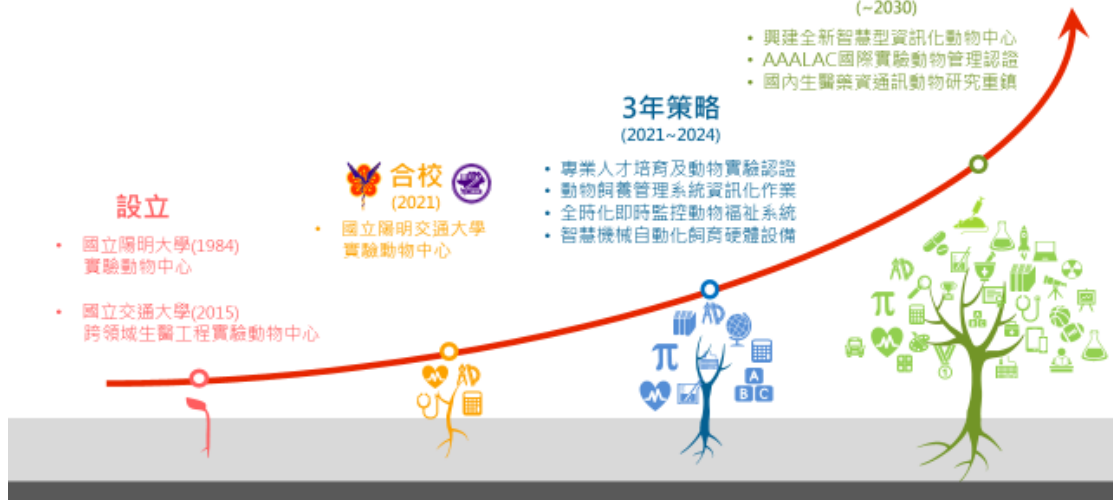 (~2030)
• 興建全新智慧型資訊化動物中心
• AAALAC國際實驗動物管理認證
• 國內生醫藥資通訊動物研究重鎮
3年策略
(2021~2024)
• 專業人才培育及動物實驗認證
• 動物飼養管理系統資訊化作業
• 全時化即時監控動物福祉系統
• 智慧機械自動化飼育硬體設備
合校
(2021)
• 國立陽明交通大學
實驗動物中心
設立
• 國立陽明大學(1984)
實驗動物中心
• 國立交通大學(2015)
跨領域生醫工程實驗動物中心
π
A
B C
π